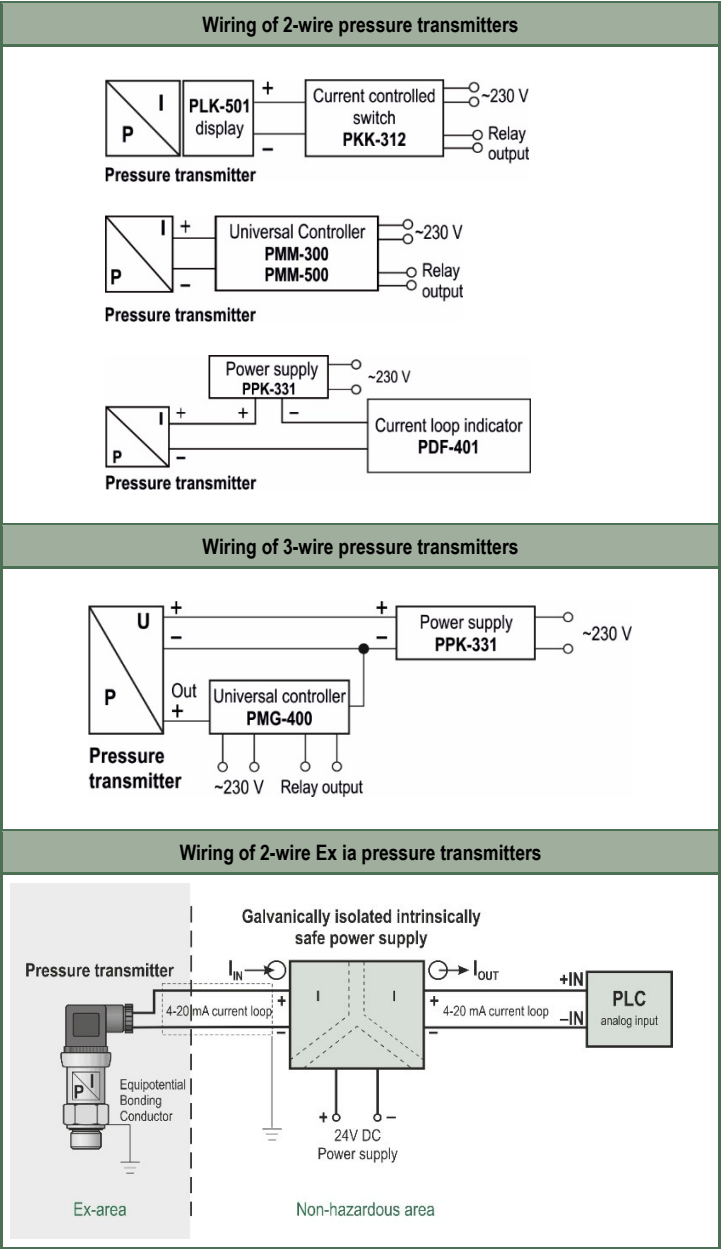 Wiring of 2-wire pressure transmitters
I
P
PLK-501
display
+
–
Current controlled
switch
PKK-312
~230 V
Relay
output
Pressure transmitter
I
P
+
–
Universal Controller
PMM-300
PMM-500
~230 V
Relay
output
Pressure transmitter
Power supply
PPK-331
~230 V
I
P
+
+
–
–
Current loop indicator
PDF-401
Pressure transmitter
Wiring of 3-wire pressure transmitters
U
P
+
–
+
–
Power supply
PPK-331
~230 V
Out
+
Universal controller
PMG-400
Pressure
transmitter
~230 V
Relay output
Wiring of 2-wire Ex ia pressure transmitters
Galvanically isolated intrinsically
safe power supply
Pressure transmitter
IIN
IOUT
4-20 mA current loop
+
–
I
I
+
–
4-20 mA current loop
+IN
–IN
PLC
analog input
P
I
Equipotential
Bonding
Conductor
+
–
24V DC
Power supply
Ex-area
Non-hazardous area